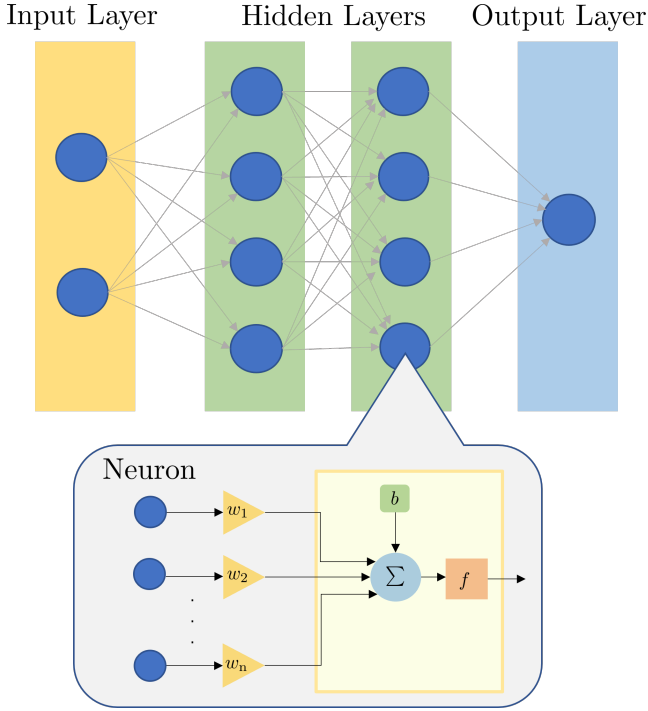 Input Layer
Hidden Layers
Output Layer
Neuron
w₁
b
w₂
Σ
f
.
.
.
wₙ